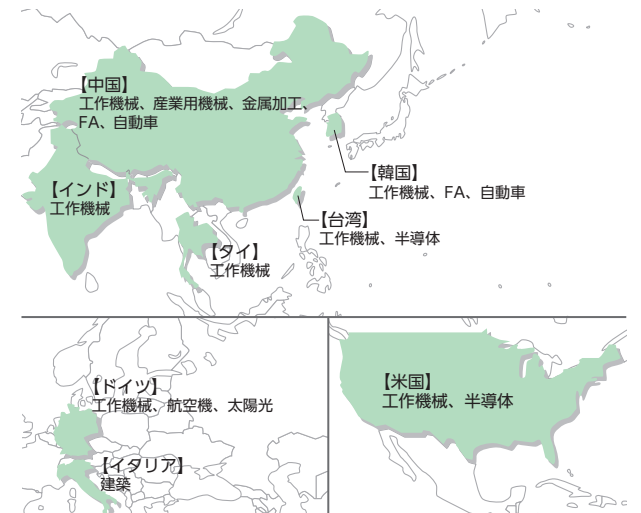 【中国】
工作機械、産業用機械、金属加工、
FA、自動車
【韓国】
工作機械、FA、自動車
【インド】
工作機械
【台湾】
工作機械、半導体
【タイ】
工作機械
【ドイツ】
工作機械、航空機、太陽光
【イタリア】
建築
【米国】
工作機械、半導体